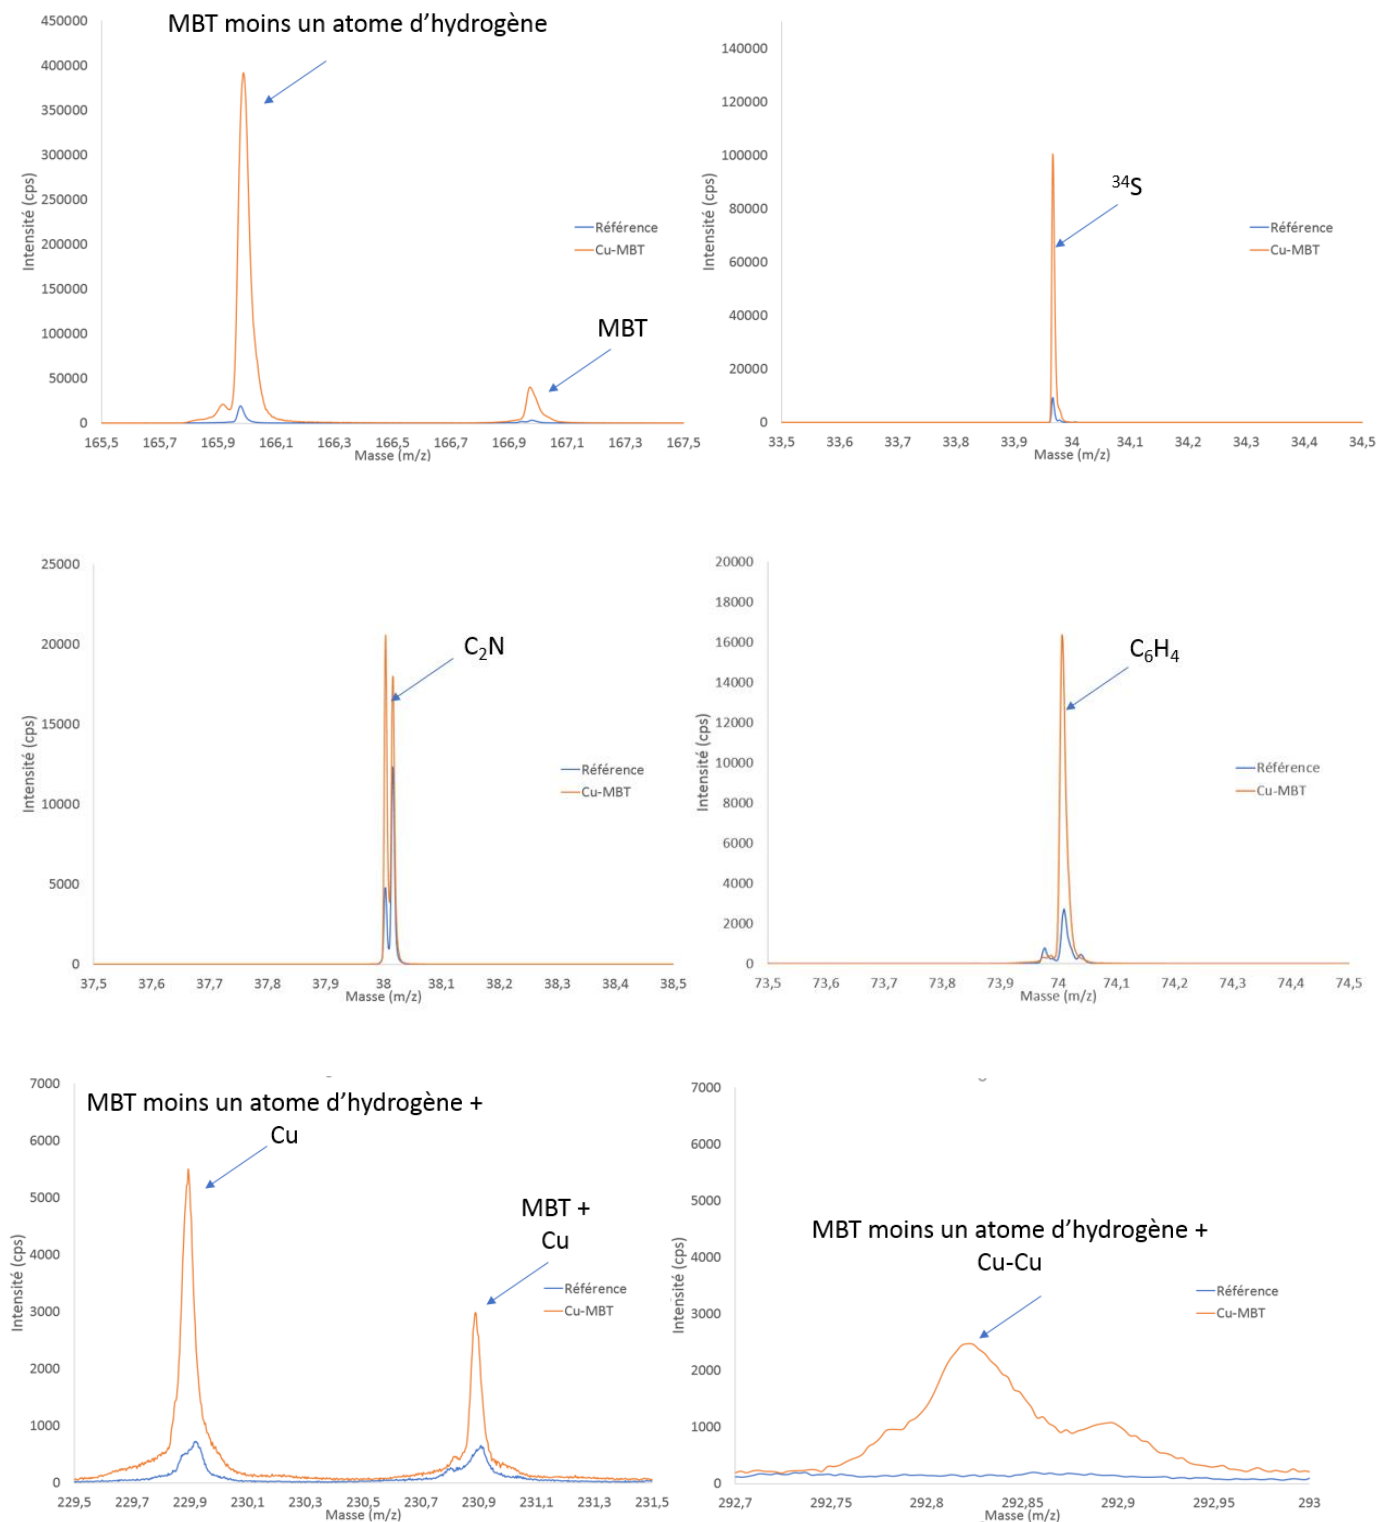 MBT moins un atome d'hydrogène
450000
400000
350000
300000
250000
200000
150000
100000
50000
0
Intensité (cps)
Référence
Cu-MBT
MBT
165,5 165,7 165,9 166,1 166,3 166,5 166,7 166,9 167,1 167,3 167,5
Masse (m/z)
140000
120000
100000
80000
60000
40000
20000
0
Intensité (cps)
³⁴S
Référence
Cu-MBT
33,5 33,6 33,7 33,8 33,9 34 34,1 34,2 34,3 34,4 34,5
Masse (m/z)
25000
20000
15000
10000
5000
0
Intensité (cps)
C₂N
Référence
Cu-MBT
37,5 37,6 37,7 37,8 37,9 38 38,1 38,2 38,3 38,4 38,5
Masse (m/z)
20000
18000
16000
14000
12000
10000
8000
6000
4000
2000
0
Intensité (cps)
C₆H₄
Référence
Cu-MBT
73,5 73,6 73,7 73,8 73,9 74 74,1 74,2 74,3 74,4 74,5
Masse (m/z)
7000
6000
5000
4000
3000
2000
1000
0
Intensité (cps)
MBT moins un atome d'hydrogène +
Cu
MBT +
Cu
Référence
Cu-MBT
229,5 229,7 229,9 230,1 230,3 230,5 230,7 230,9 231,1 231,3 231,5
Masse (m/z)
7000
6000
5000
4000
3000
2000
1000
0
Intensité (cps)
MBT moins un atome d'hydrogène +
Cu-Cu
Référence
Cu-MBT
292,7 292,75 292,8 292,85 292,9 292,95 293
Masse (m/z)